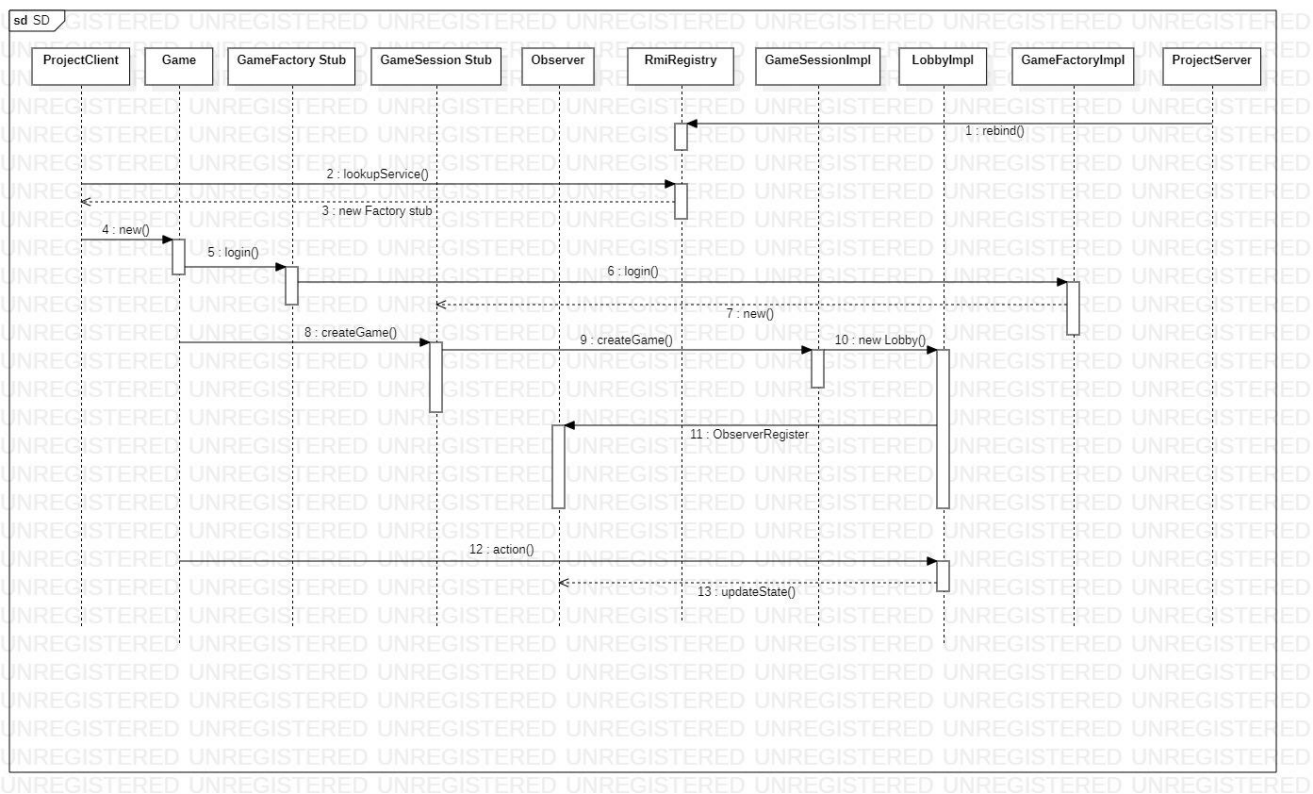 sd SD
ProjectClient Game GameFactory Stub GameSession Stub Observer RmiRegistry GameSessionImpl LobbyImpl GameFactoryImpl ProjectServer
1 : rebind()
2 : lookupService()
3 : new Factory stub
4 : new()
5 : login()
6 : login()
7 : new()
8 : createGame()
9 : createGame()
10 : new Lobby()
11 : ObserverRegister
12 : action()
13 : updateState()
UNREGISTERED